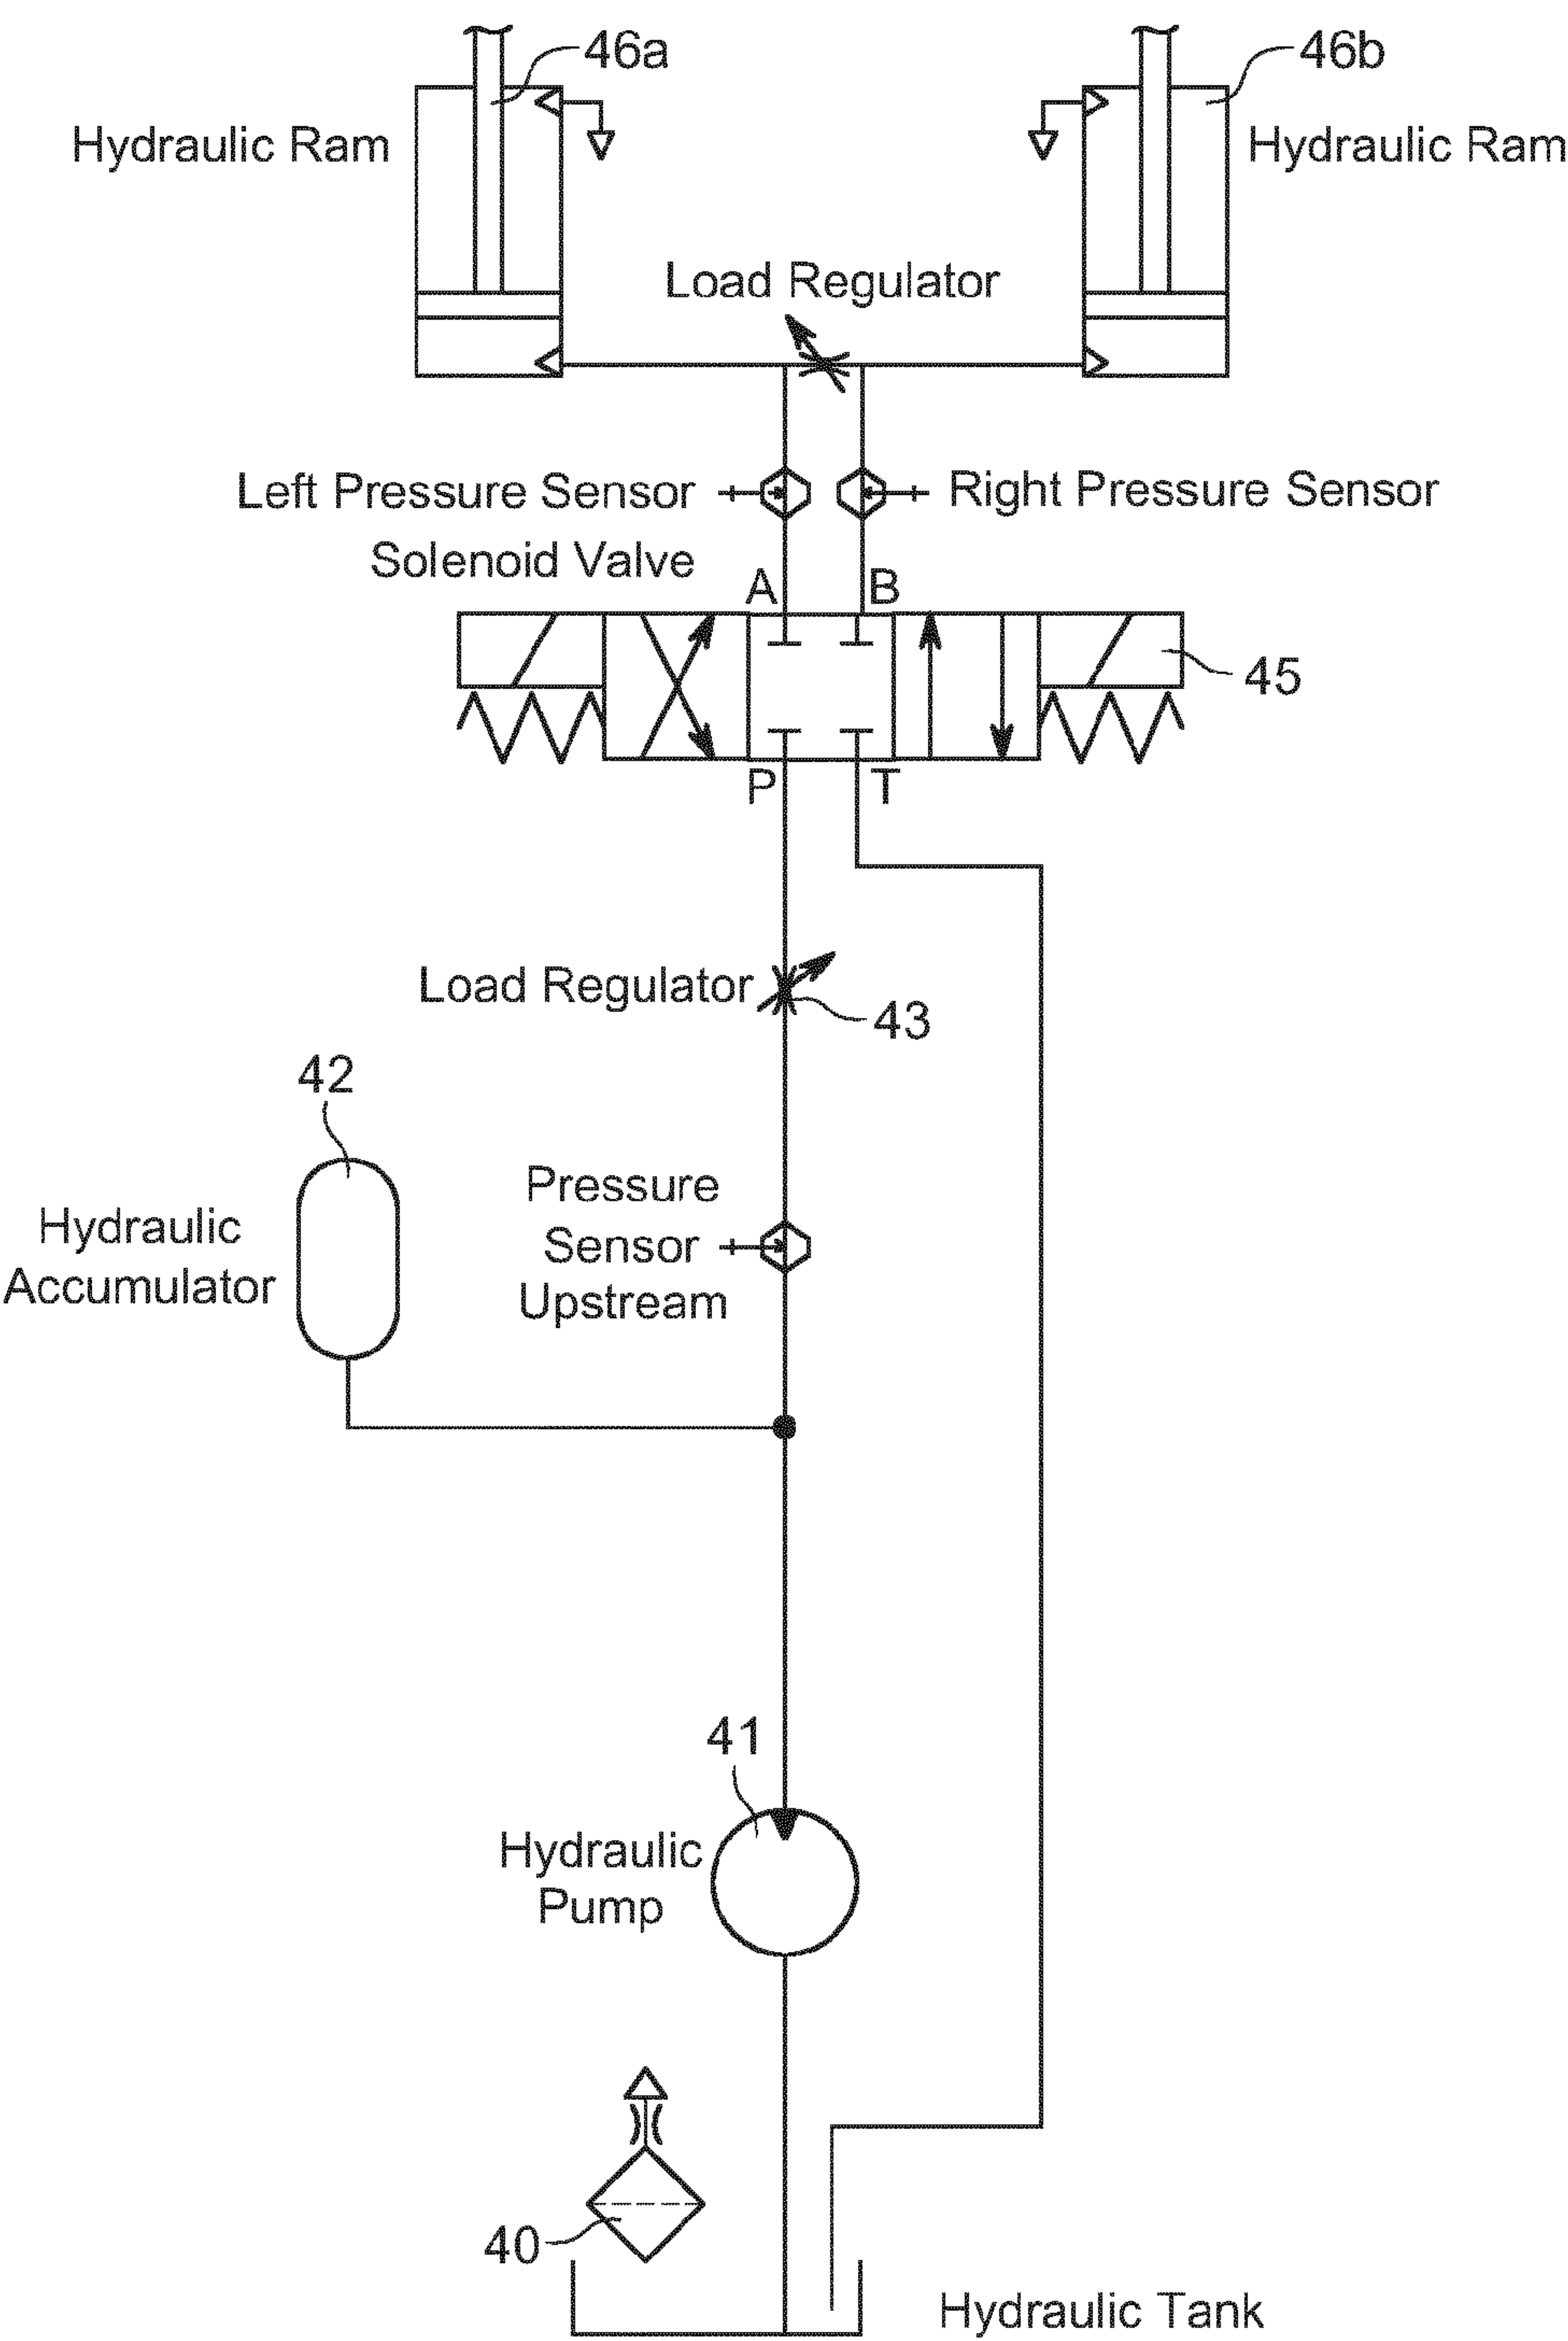 46a
46b
Hydraulic Ram
Hydraulic Ram
Load Regulator
Left Pressure Sensor
Right Pressure Sensor
Solenoid Valve
A
B
45
P
T
Load Regulator
43
42
Pressure
Sensor
Upstream
Hydraulic
Accumulator
41
Hydraulic
Pump
40
Hydraulic Tank